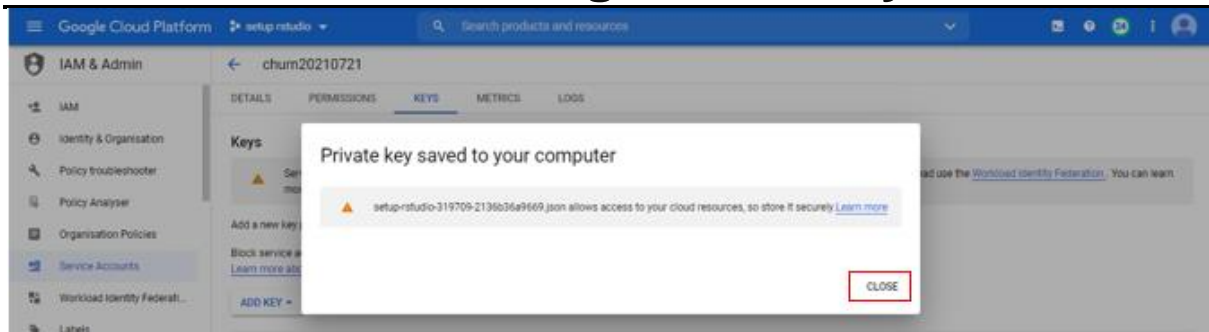 Google Cloud Platform setup rstudio Search products and resources
IAM & Admin
churn20210721
DETAILS PERMISSIONS KEYS METRICS LOGS
IAM
Identity & Organisation
Policy troubleshooter
Policy Analyser
Organisation Policies
Service Accounts
Workload Identity Federati...
Labels
Keys
Private key saved to your computer
use the Workload Identity Federation. You can learn
setup-rstudio-319709-2136b36a9669.json allows access to your cloud resources, so store it securely Learn more
Add a new key
Block service
Learn more
CLOSE
ADD KEY